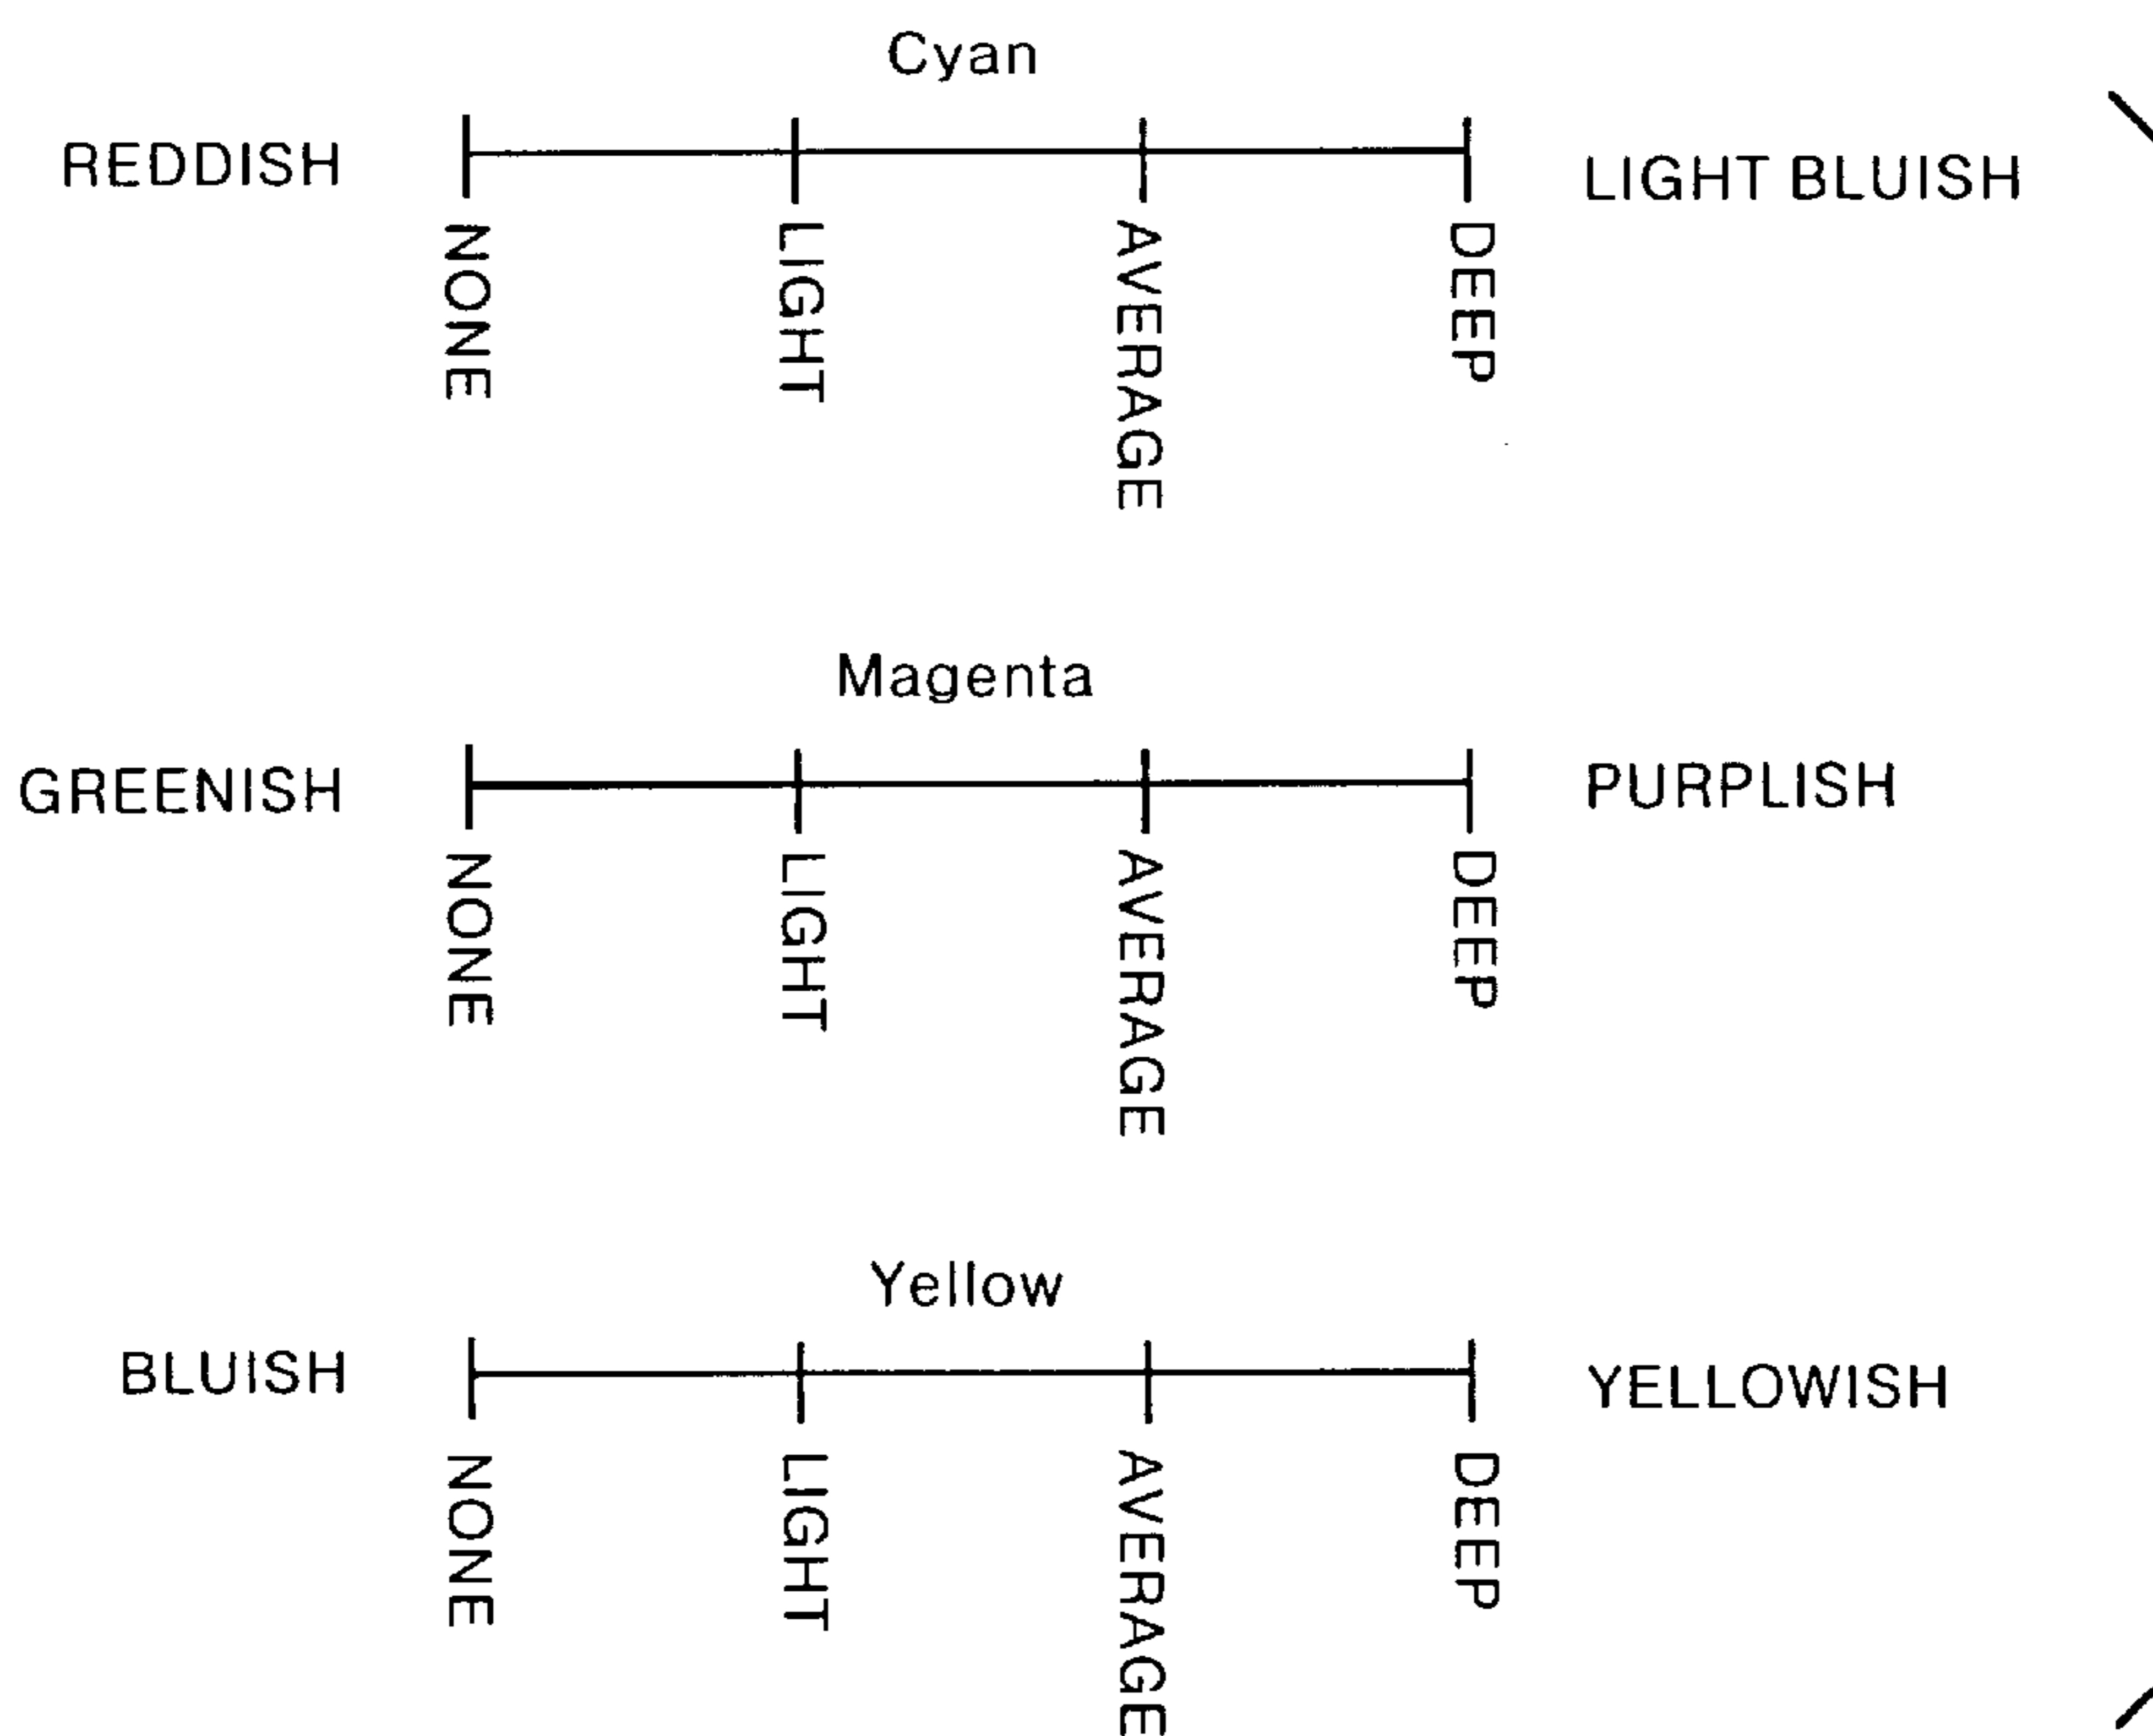 Cyan
REDDISH
LIGHT BLUISH
NONE
LIGHT
AVERAGE
DEEP
Magenta
GREENISH
PURPLISH
NONE
LIGHT
AVERAGE
DEEP
Yellow
BLUISH
YELLOWISH
NONE
LIGHT
AVERAGE
DEEP